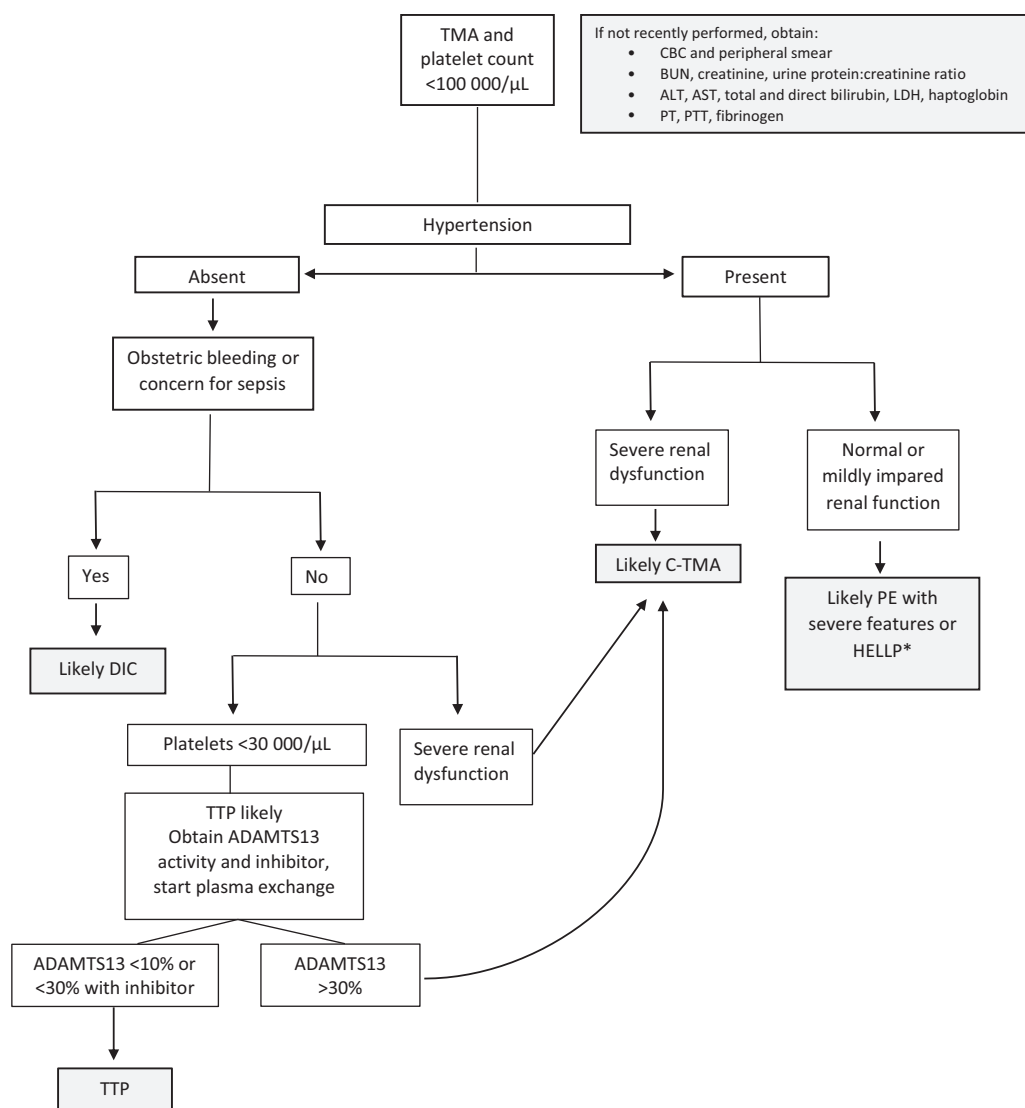 TMA and
platelet count
<100 000/µL
If not recently performed, obtain:
• CBC and peripheral smear
• BUN, creatinine, urine protein:creatinine ratio
• ALT, AST, total and direct bilirubin, LDH, haptoglobin
• PT, PTT, fibrinogen
Hypertension
Absent
Present
Obstetric bleeding or
concern for sepsis
Severe renal
dysfunction
Normal or
mildly impared
renal function
Yes
No
Likely C-TMA
Likely PE with
severe features or
HELLP*
Likely DIC
Platelets <30 000/µL
Severe renal
dysfunction
TTP likely
Obtain ADAMTS13
activity and inhibitor,
start plasma exchange
ADAMTS13 <10% or
<30% with inhibitor
ADAMTS13
>30%
TTP